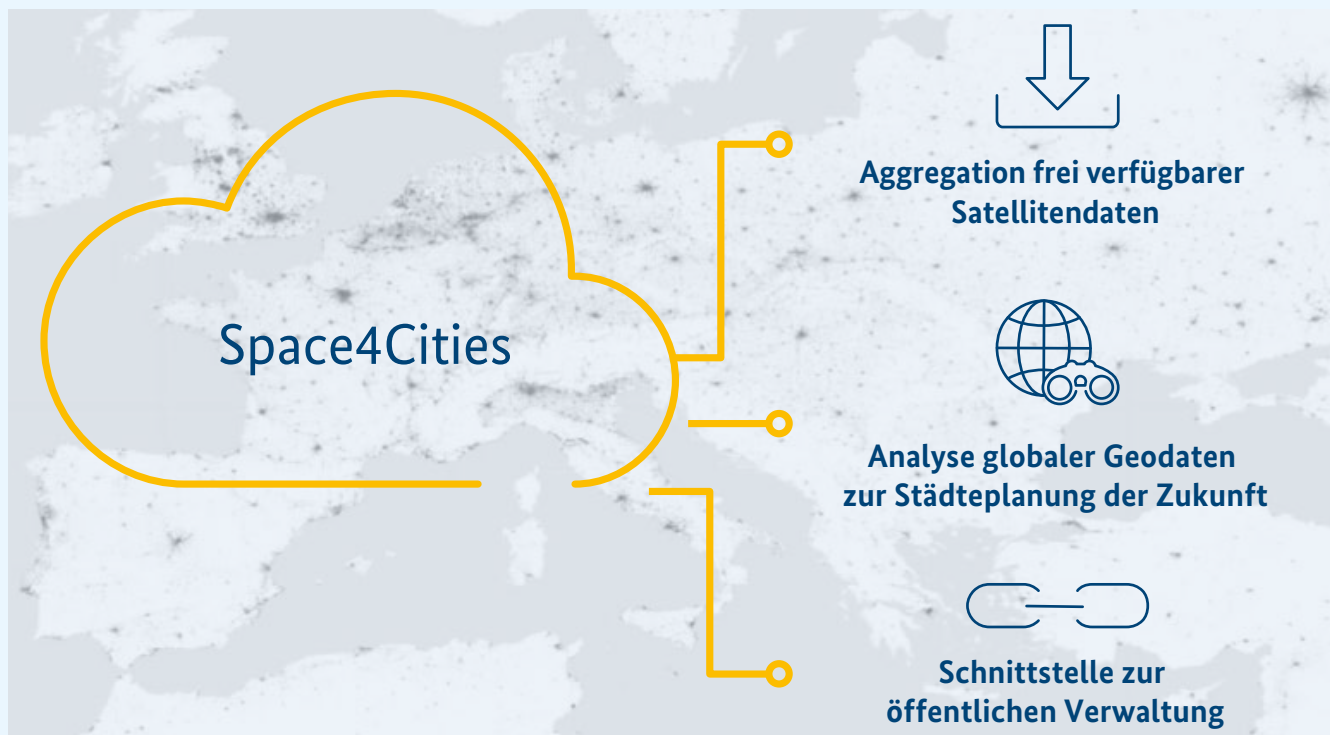 Space4Cities
Aggregation frei verfügbarer
Satellitendaten
Analyse globaler Geodaten
zur Städteplanung der Zukunft
Schnittstelle zur
öffentlichen Verwaltung